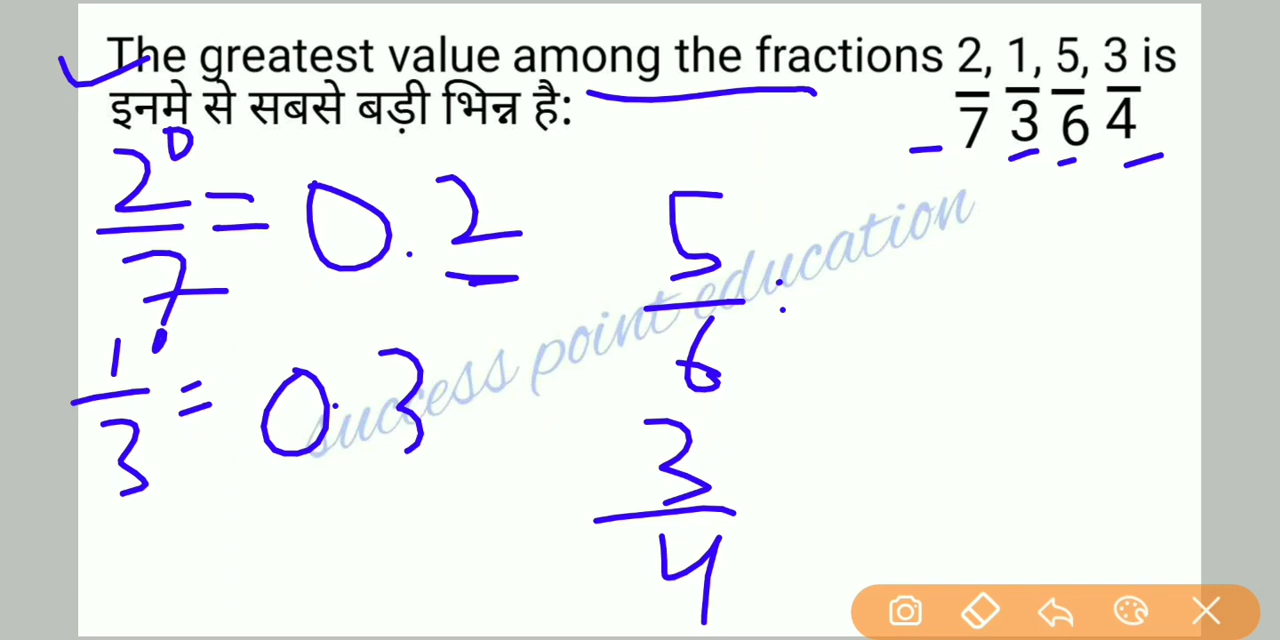 The greatest value among the fractions 2, 1, 5, 3 is
7 3 6 4
इनमे से सबसे बड़ी भिन्न है:
2 0
7 = 0.2
5
6 :
1
3 = 0.3
3
4
success point education